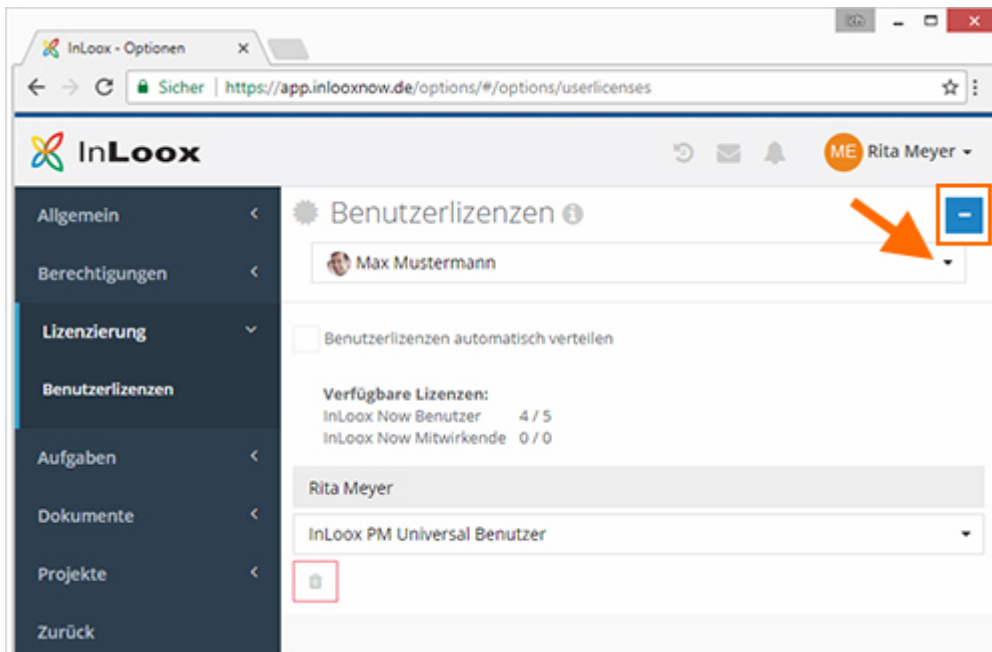 InLoox - Optionen
Sicher | https://app.inlooxnow.de/options/#/options/userlicenses
InLoox
ME Rita Meyer
Allgemein
Berechtigungen
Lizenzierung
Benutzerlizenzen
Aufgaben
Dokumente
Projekte
Zurück
Benutzerlizenzen
Max Mustermann
Benutzerlizenzen automatisch verteilen
Verfügbare Lizenzen:
InLoox Now Benutzer 4 / 5
InLoox Now Mitwirkende 0 / 0
Rita Meyer
InLoox PM Universal Benutzer